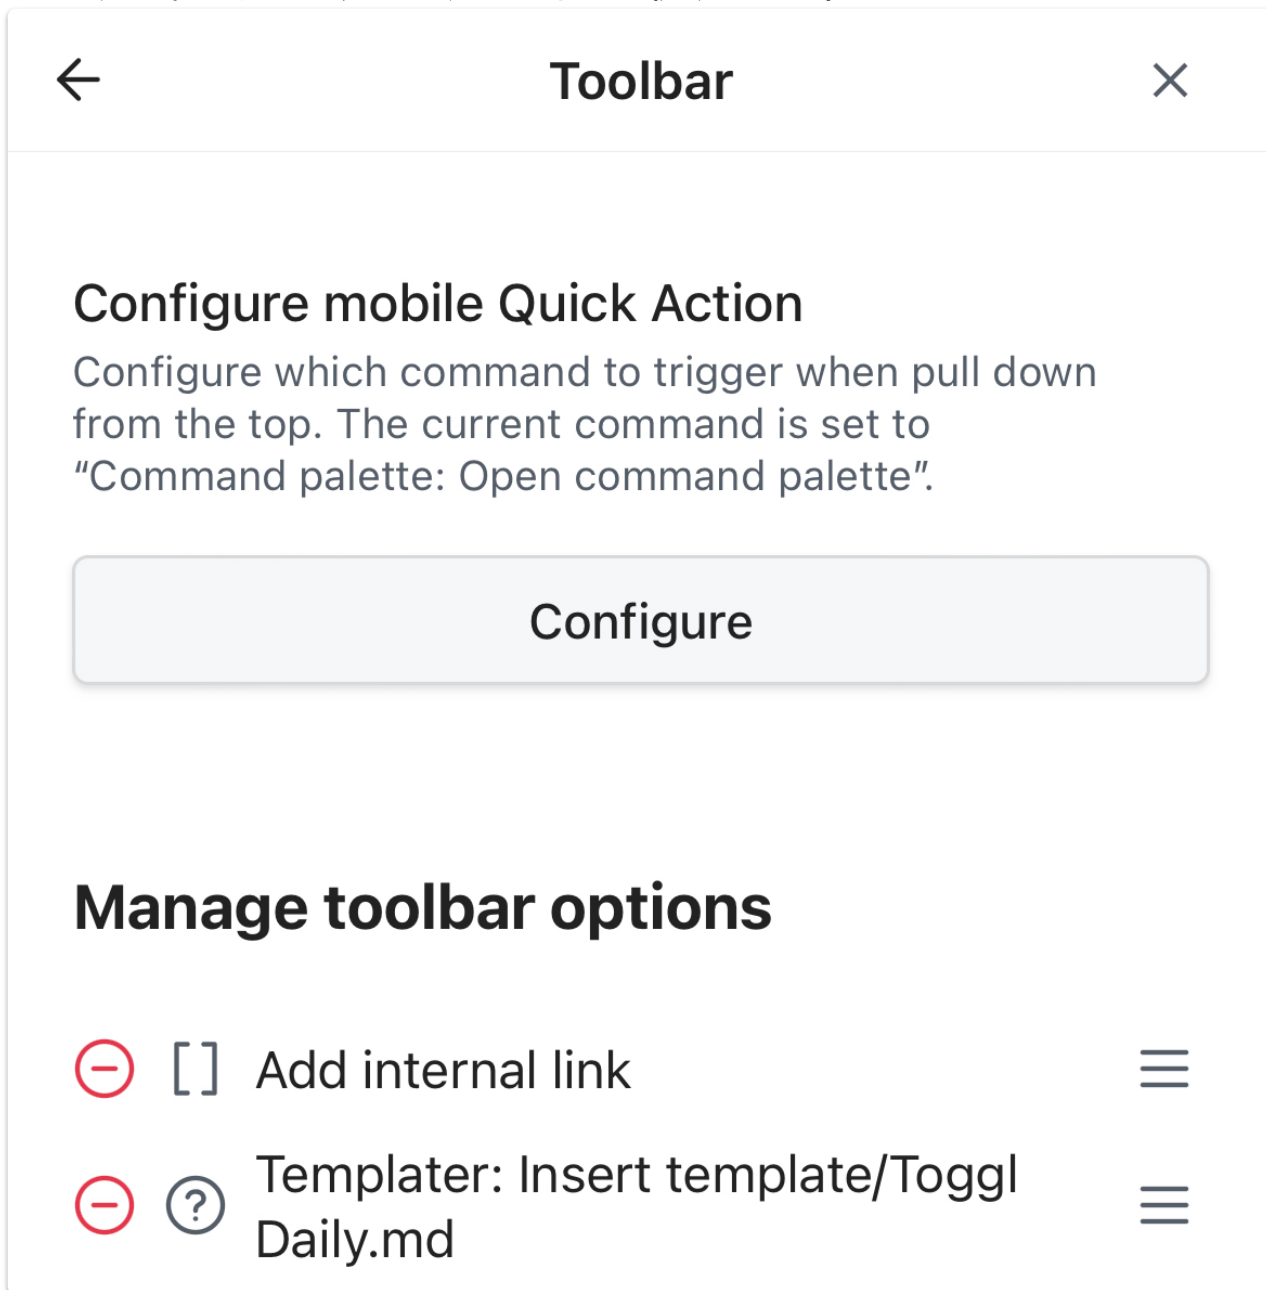 Toolbar
Configure mobile Quick Action
Configure which command to trigger when pull down
from the top. The current command is set to
“Command palette: Open command palette”.
Configure
Manage toolbar options
[] Add internal link
Templater: Insert template/Toggl
Daily.md